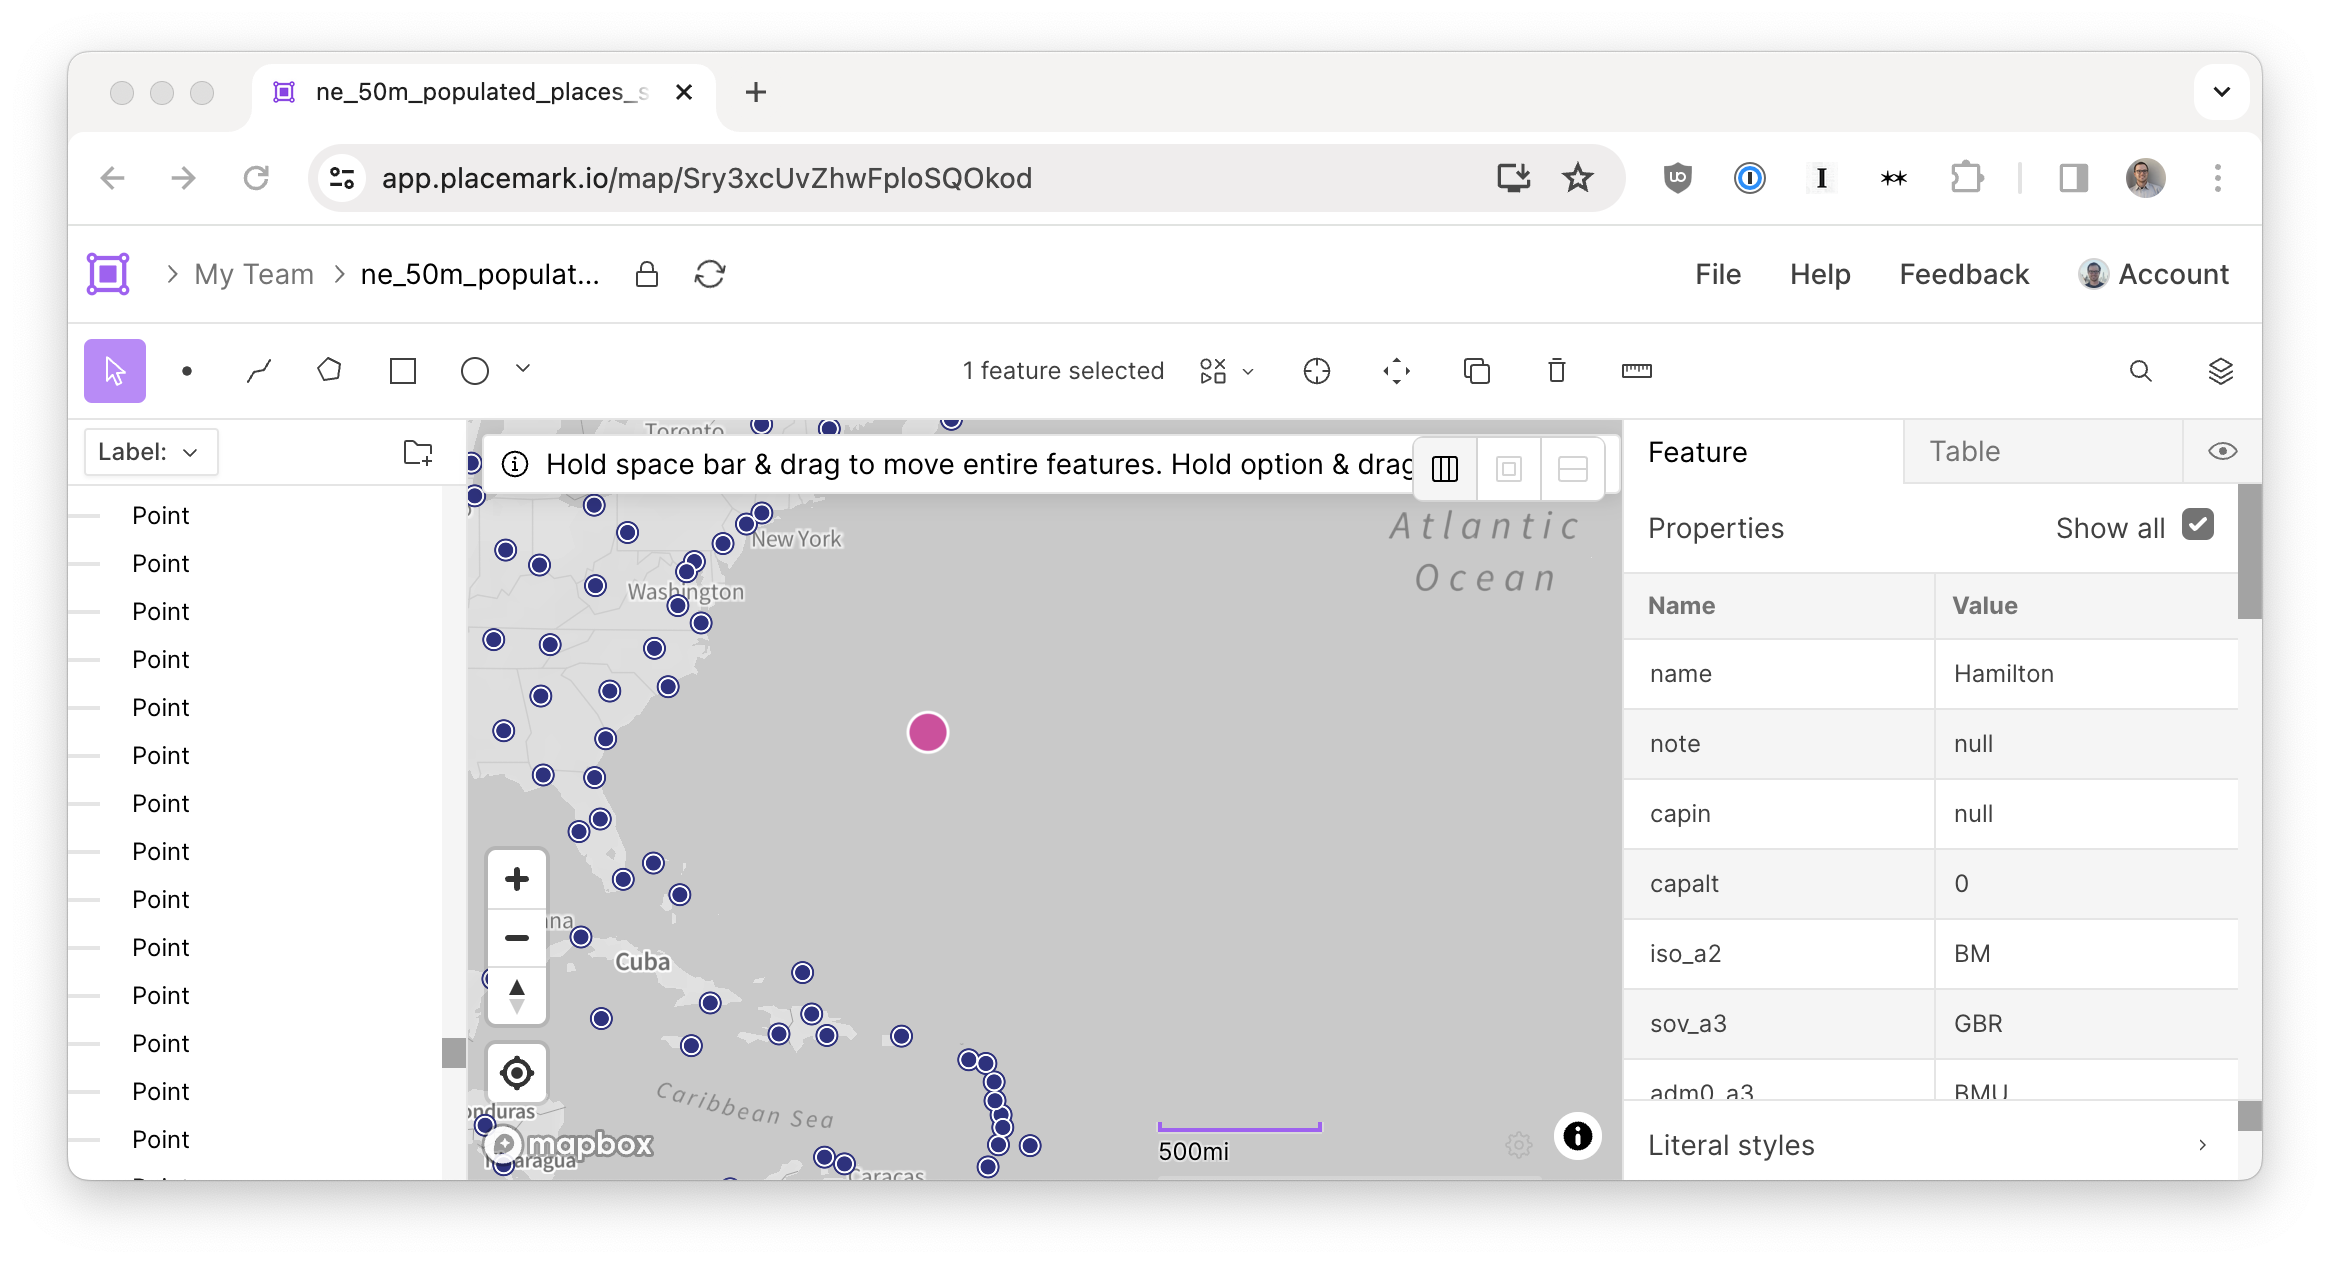 ne_50m_populated_places_s
app.placemark.io/map/Sry3xcUvZhwFpIoSQOkod
My Team
ne_50m_populat...
File
Help
Feedback
Account
1 feature selected
Label:
Point
Point
Point
Point
Point
Point
Point
Point
Point
Point
Point
Point
Point
Point
Toronto
Hold space bar & drag to move entire features. Hold option & drag
Atlantic
Ocean
New York
Washington
Cuba
Caribbean Sea
mapbox
Caracas
500mi
Feature
Table
Properties
Show all
Name Value
name Hamilton
note null
capin null
capalt 0
iso_a2 BM
sov_a3 GBR
adm0_a3 BMU
Literal styles